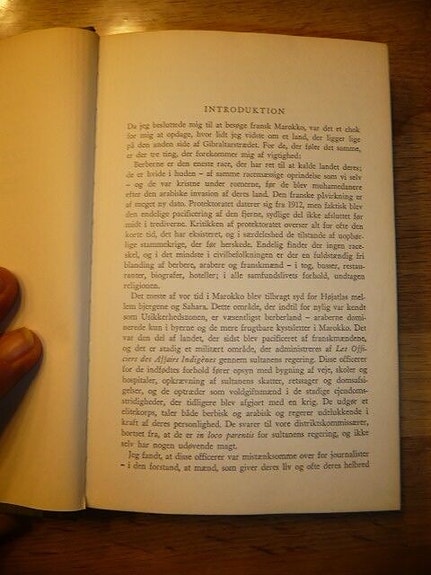 INTRODUKTION
Da jeg besluttede mig til at besøge fransk Marokko, var det et chok
for mig at opdage, hvor lidt jeg vidste om et land, der ligger lige
på den anden side af Gibraltarstrædet. For de, der føler det samme,
er der tre ting, der forekommer mig af vigtighed:
Berberne er den eneste race, der har ret til at kalde landet deres;
de er hvide i huden – af samme racemæssige oprindelse som vi selv
– og de var kristne under romerne, før de blev muhamedanere
efter den arabiske invasion af deres land. Den franske påvirkning er
af meget ny dato. Protektoratet daterer sig fra 1912, men faktisk blev
den endelige pacificering af den fjerne, sydlige del ikke afsluttet før
midt i trediverne. Kritikken af protektoratet overser alt for ofte den
korte tid, det har eksisteret, og i særdeleshed de tilstande af uophør-
lige stammekrige, der før herskede. Endelig findes der ingen race-
skel, og i det mindste i civilbefolkningen er der en fuldstændig fri
blanding af berbere, arabere og franskmænd – i tog, busser, restau-
ranter, biografer, hoteller; i alle samfundslivets forhold, undtagen
religionen.
Det meste af vor tid i Marokko blev tilbragt syd for Højatlas mel-
lem bjergene og Sahara. Dette område, der indtil for nylig var kendt
som Usikkerhedszonen, er væsentligst berberland – araberne domi-
nerede kun i byerne og de mere frugtbare kystsletter i Marokko. Det
var den del af landet, der sidst blev pacificeret af franskmændene,
og det er stadig et militært område, der administreres af Les Offi-
ciers des Affaire Indigènes gennem sultanens regering. Disse officerer
for de indfødtes forhold fører opsyn med bygning af veje, skoler og
hospitaler, opkrævning af sultanens skatter, retssager og domsafsi-
gelser, og de optræder som voldgiftsmænd i de stadige ejendom-
stridigheder, der tidligere blev afgjort med en krig. De udgør et
elitekorps, taler både berbisk og arabisk og regerer udelukkende i
kraft af deres personlighed. De svarer til vore distriktskommissærer,
bortset fra, at de er in loco parentis for sultanens regering, og ikke
selv har nogen udøvende magt.
Jeg fandt, at disse officerer var mistænksomme over for journalister
– i den forstand, at mænd, som giver deres liv og ofte deres helbred